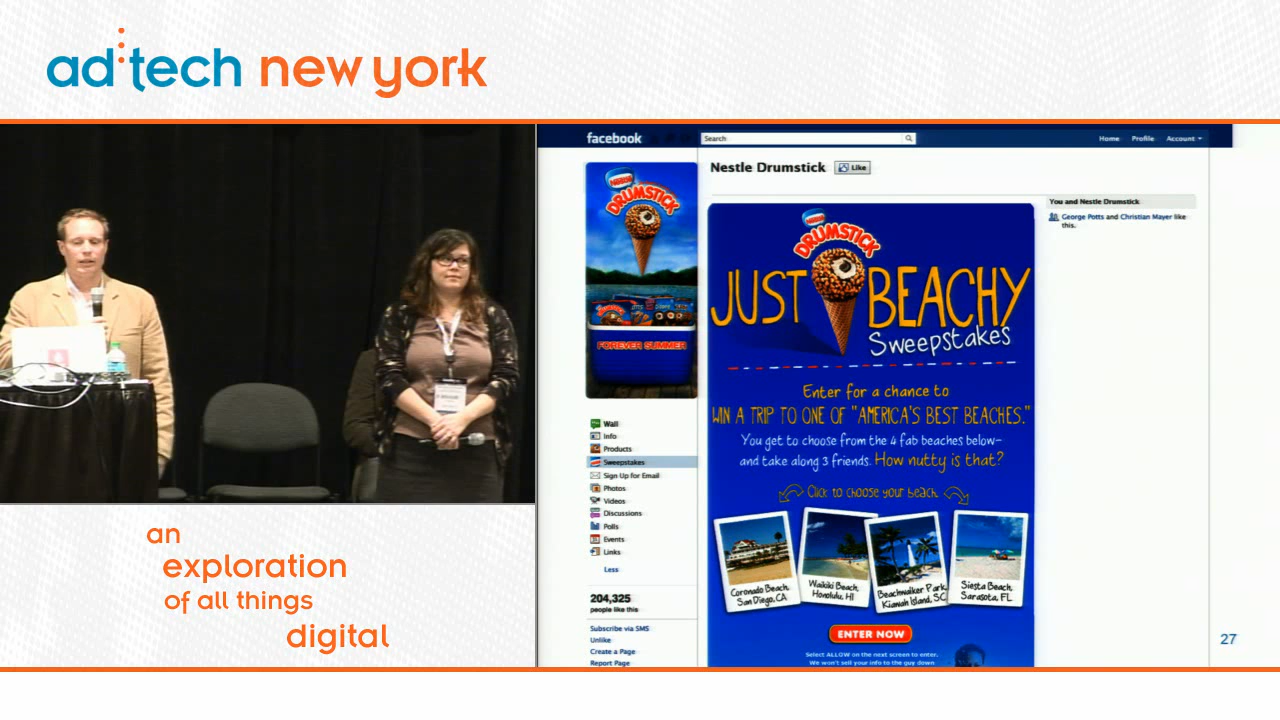 ad:tech new york
facebook
Search
Home Profile Account
Nestle Drumstick Like
You and Nestle Drumstick
George Potts and Christian Mayer like
this.
Nestle
DRUMSTICK
FOREVER SUMMER
Nestle
DRUMSTICK
JUST BEACHY
Sweepstakes
Enter for a chance to
WIN A TRIP TO ONE OF "AMERICA'S BEST BEACHES."
You get to choose from the 4 fab beaches below-
and take along 3 friends. How nutty is that?
Click to choose your beach.
Coronado Beach,
San Diego, CA
Waikiki Beach,
Honolulu, HI
Beachwalker Park,
Kiawah Island, SC
Siesta Beach,
Sarasota, FL
ENTER NOW
Select ALLOW on the next screen to enter.
We won't sell your info to the guy down
Wall
Info
Products
Sweepstakes
Sign Up for Email
Photos
Videos
Discussions
Polls
Events
Links
Less
204,325
people like this
Subscribe via SMS
Unlike
Create a Page
Report Page
27
an
exploration
of all things
digital